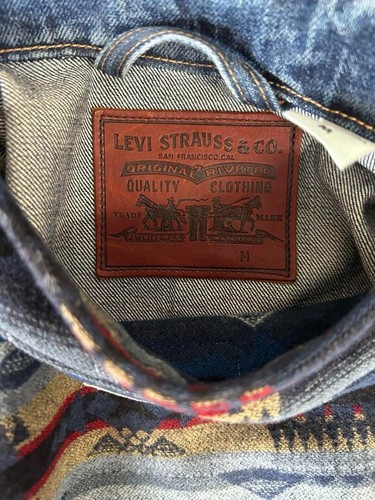 M
LEVI STRAUSS & CO.
SAN FRANCISCO, CAL.
ORIGINAL RIVETED
QUALITY CLOTHING
TRADE MARK
M